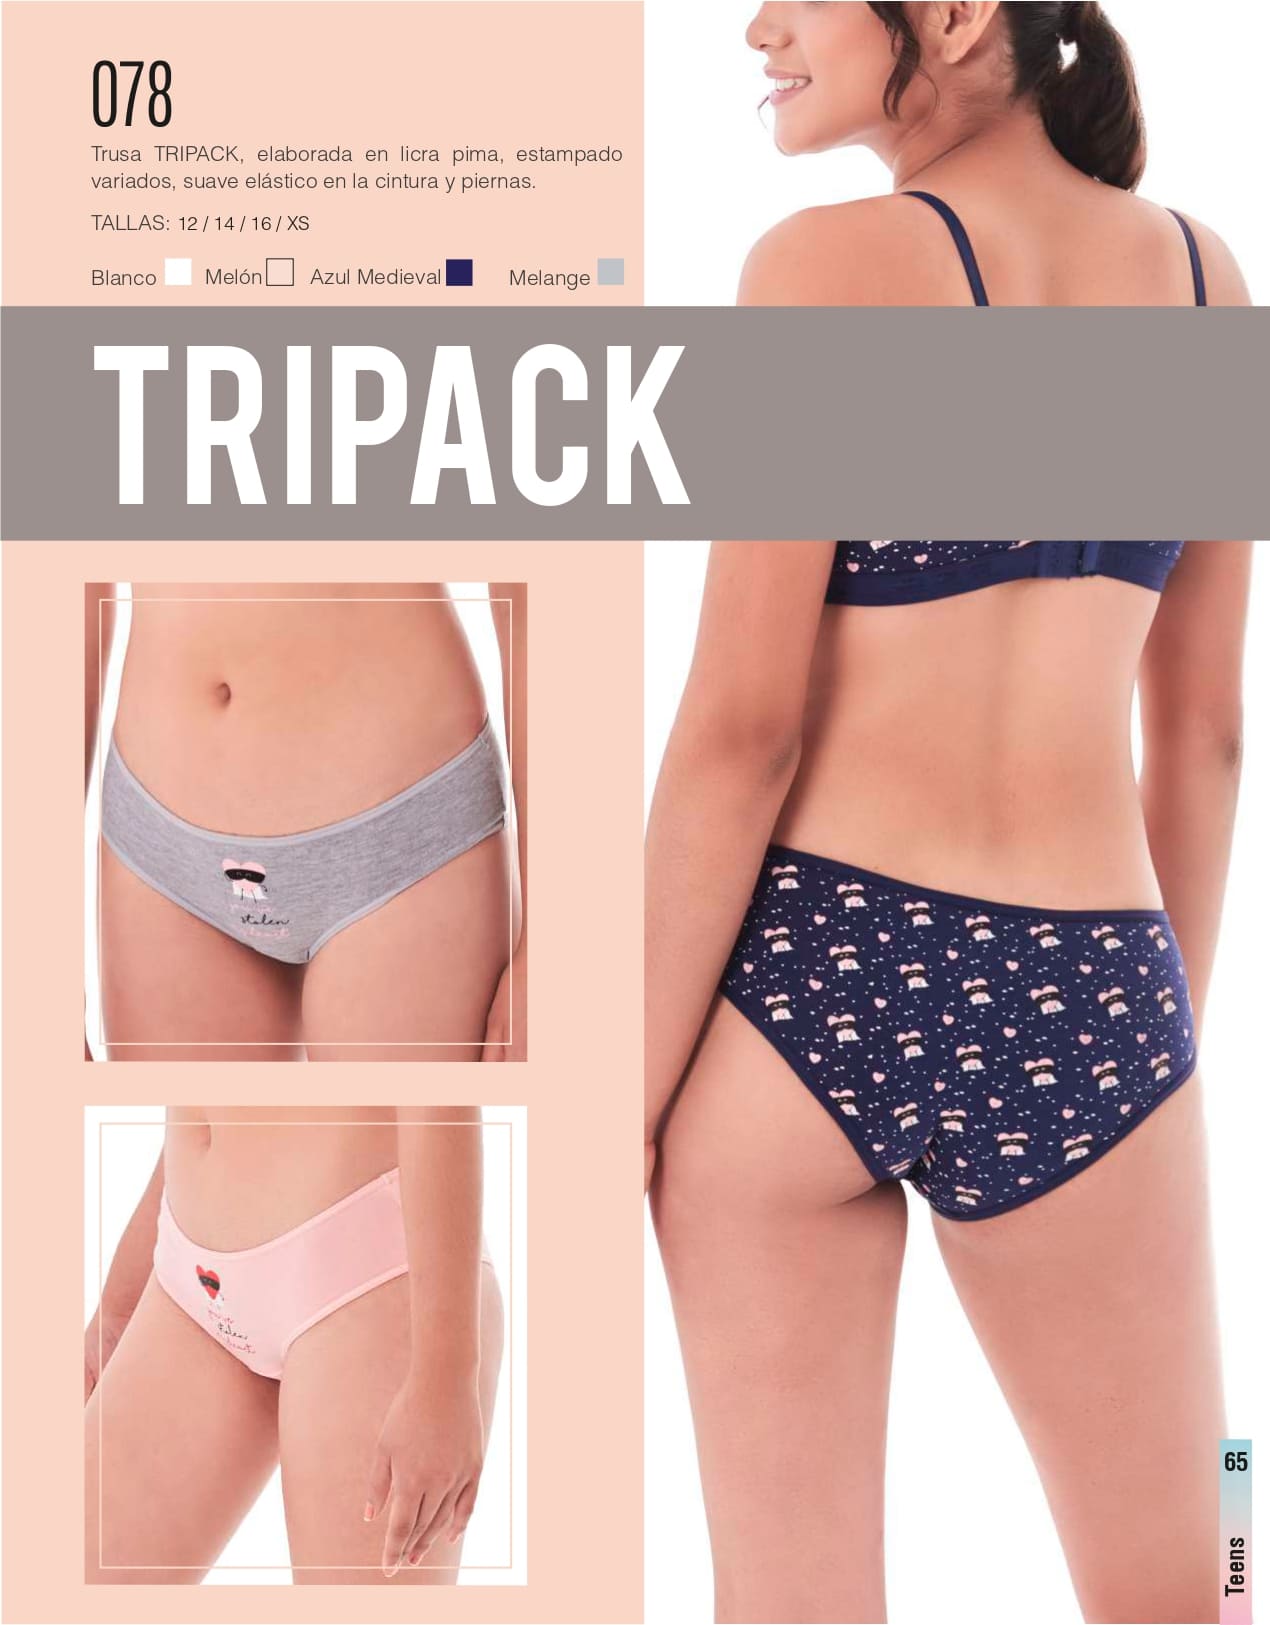 078
Trusa TRIPACK, elaborada en licra pima, estampado
variados, suave elástico en la cintura y piernas.
TALLAS: 12 / 14 / 16 / XS
Blanco Melón Azul Medieval Melange
TRIPACK
stolen
stolen
65
Teens